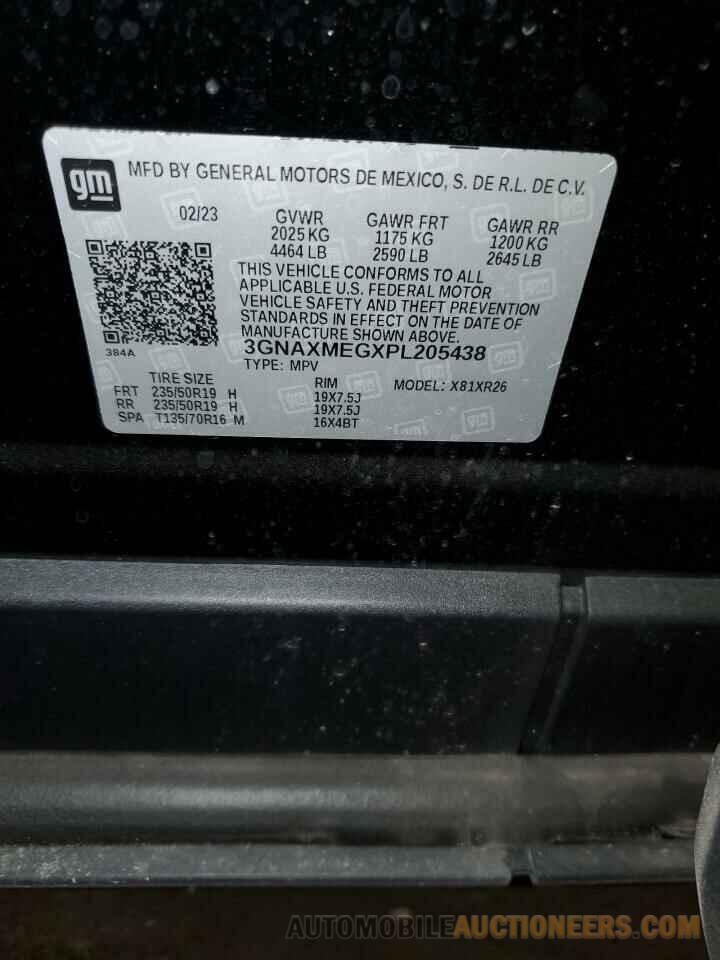 gm
MFD BY GENERAL MOTORS DE MEXICO, S. DE R.L. DE C.V.
02/23 GVWR GAWR FRT GAWR RR
2025 KG 1175 KG 1200 KG
4464 LB 2590 LB 2645 LB
THIS VEHICLE CONFORMS TO ALL
APPLICABLE U.S. FEDERAL MOTOR
VEHICLE SAFETY AND THEFT PREVENTION
STANDARDS IN EFFECT ON THE DATE OF
MANUFACTURE SHOWN ABOVE.
384A
3GNAXMEGXPL205438
TYPE: MPV MODEL: X81XR26
TIRE SIZE RIM
FRT 235/50R19 H 19X7.5J
RR 235/50R19 H 19X7.5J
SPA T135/70R16 M 16X4BT
AUTOMOBILEAUCTIONEERS.COM